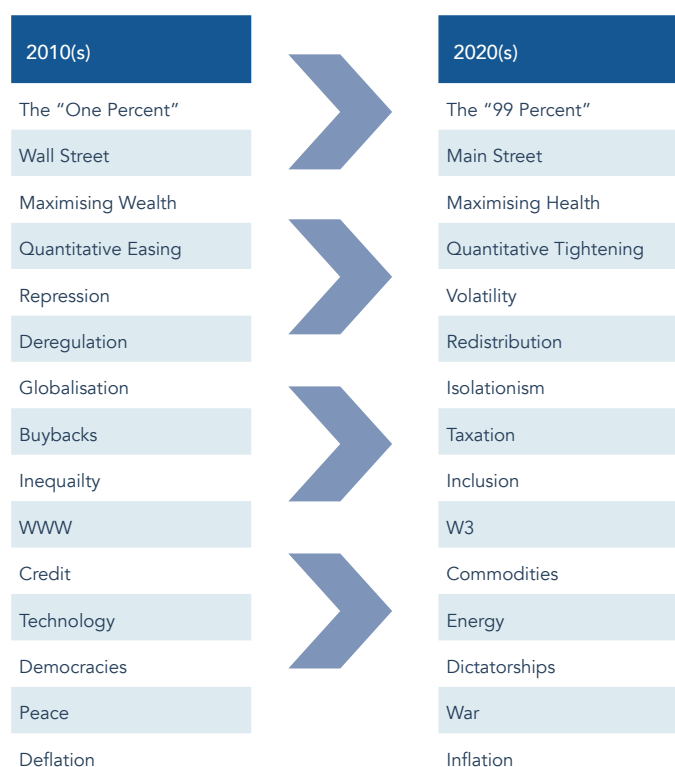 2010(s) 2020(s)
The “One Percent” The “99 Percent”
Wall Street Main Street
Maximising Wealth Maximising Health
Quantitative Easing Quantitative Tightening
Repression Volatility
Deregulation Redistribution
Globalisation Isolationism
Buybacks Taxation
Inequailty Inclusion
WWW W3
Credit Commodities
Technology Energy
Democracies Dictatorships
Peace War
Deflation Inflation